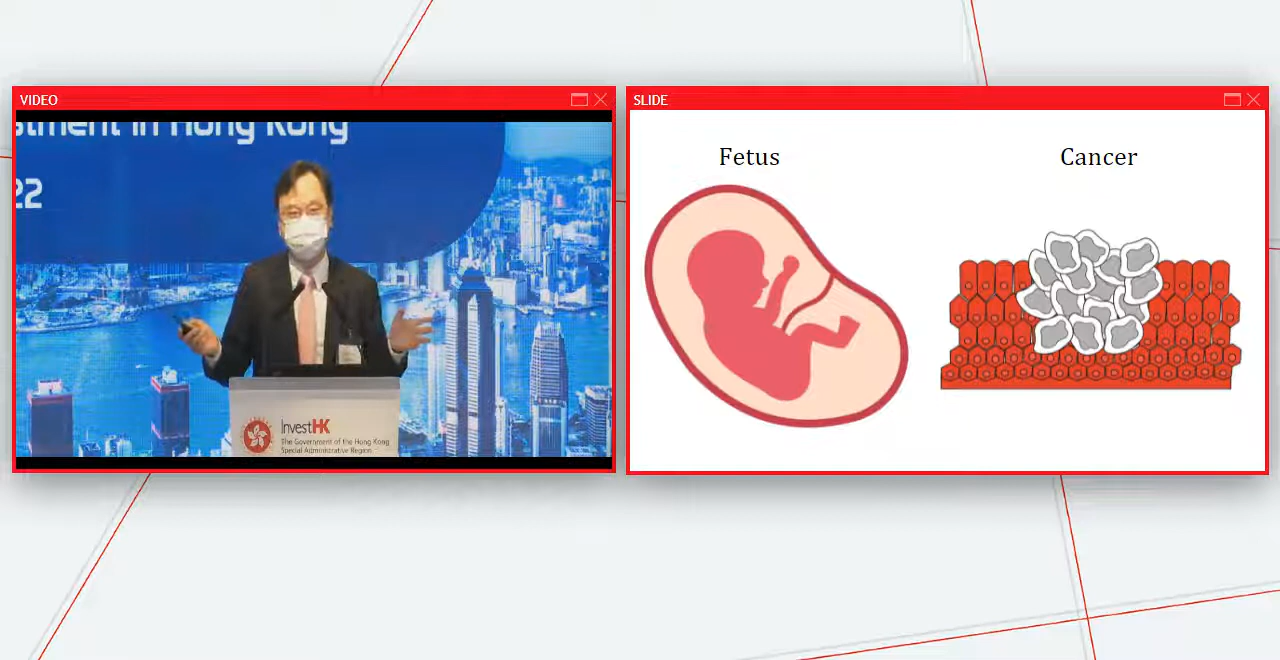 VIDEO
stment in Hong Kong
22
InvestHK
The Government of the Hong Kong
Special Administrative Region
SLIDE
Fetus
Cancer